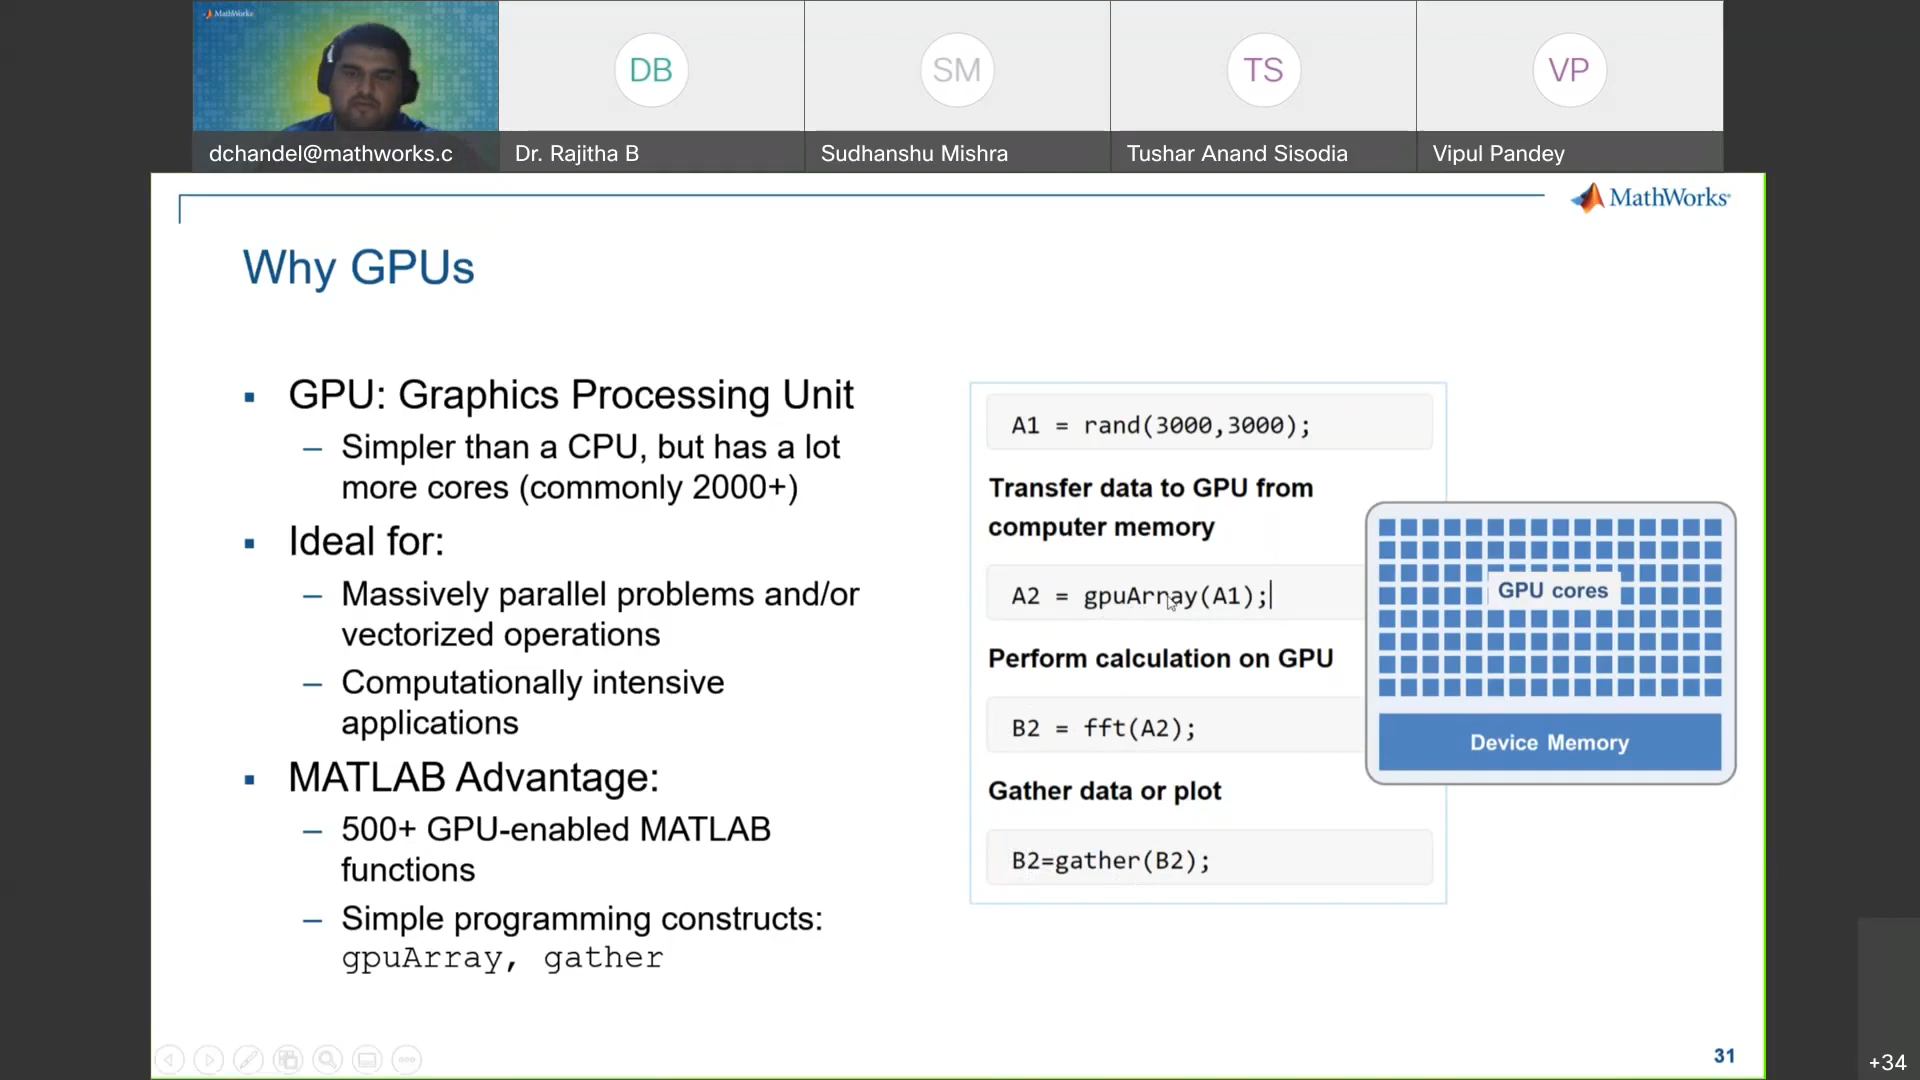 MathWorks
DB
SM
TS
VP
dchandel@mathworks.c
Dr. Rajitha B
Sudhanshu Mishra
Tushar Anand Sisodia
Vipul Pandey
MathWorks
Why GPUs
▪ GPU: Graphics Processing Unit
– Simpler than a CPU, but has a lot
more cores (commonly 2000+)
▪ Ideal for:
– Massively parallel problems and/or
vectorized operations
– Computationally intensive
applications
▪ MATLAB Advantage:
– 500+ GPU-enabled MATLAB
functions
– Simple programming constructs:
gpuArray, gather
A1 = rand(3000,3000);
Transfer data to GPU from
computer memory
A2 = gpuArray(A1);
Perform calculation on GPU
B2 = fft(A2);
Gather data or plot
B2=gather(B2);
GPU cores
Device Memory
31
+34